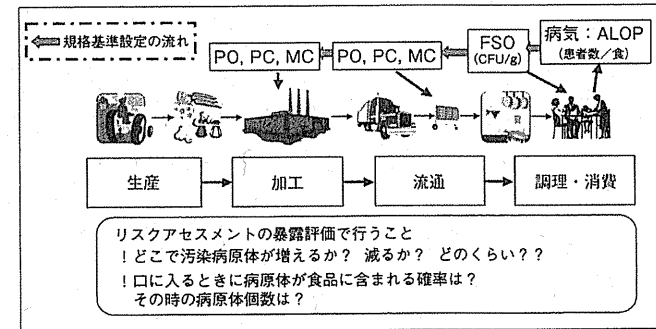 規格基準設定の流れ
PO, PC, MC
PO, PC, MC
FSO
(CFU/g)
病気：ALOP
(患者数／食)
生産
加工
流通
調理・消費
リスクアセスメントの暴露評価で行うこと
！どこで汚染病原体が増えるか？ 減るか？ どのくらい？？
！口に入るときに病原体が食品に含まれる確率は？
その時の病原体個数は？